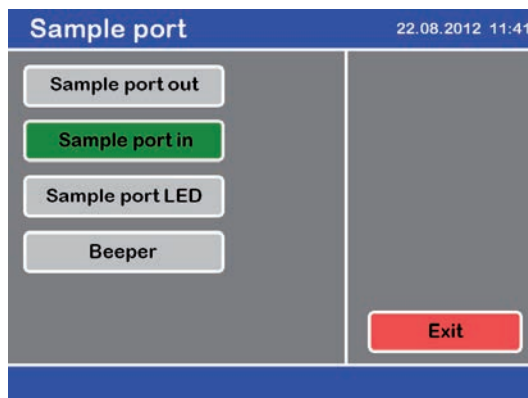 Sample port 22.08.2012 11:41
Sample port out
Sample port in
Sample port LED
Beeper
Exit